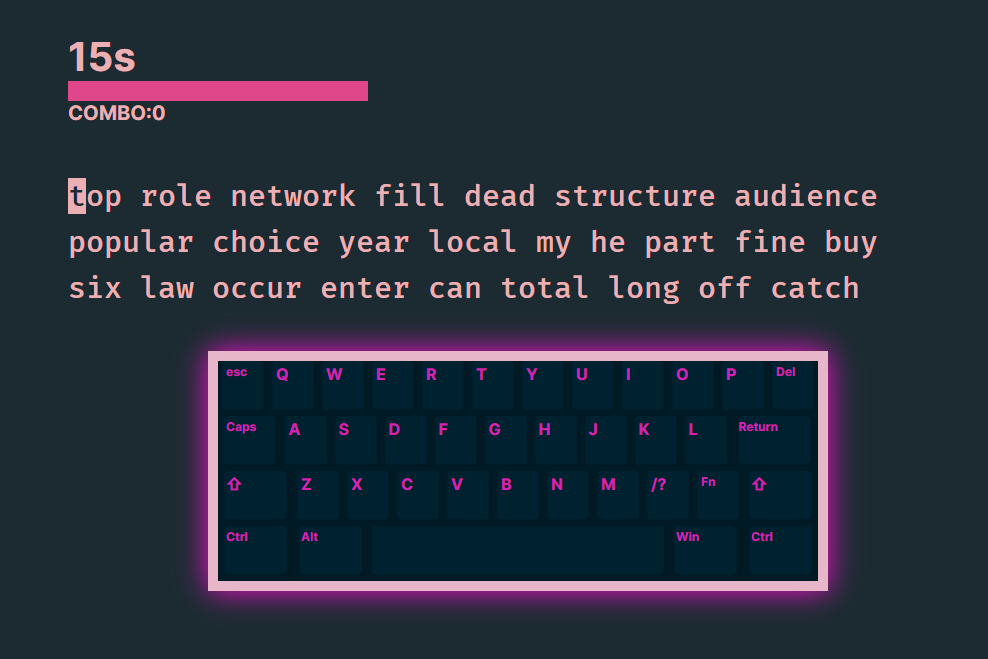 15s
COMBO:0
top role network fill dead structure audience
popular choice year local my he part fine buy
six law occur enter can total long off catch
esc Q W E R T Y U I O P Del
Caps A S D F G H J K L Return
⇧ Z X C V B N M /? Fn ⇧
Ctrl Alt Win Ctrl